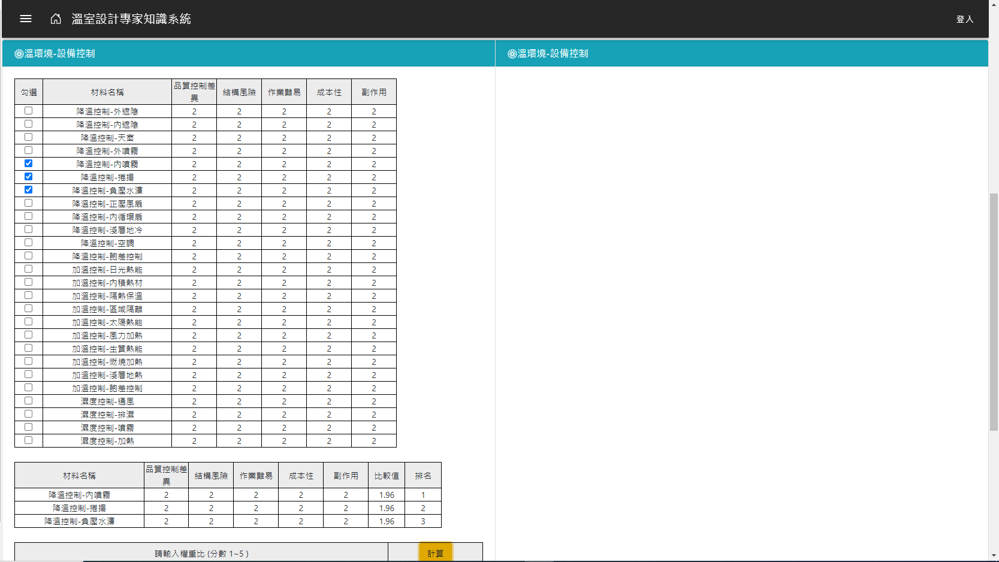 溫室設計專家知識系統
登入
溫環境-設備控制
溫環境-設備控制
勾選 材料名稱 品質控制差異 結構風險 作業難易 成本性 副作用
降溫控制-外遮陰 2 2 2 2 2
降溫控制-內遮陰 2 2 2 2 2
降溫控制-天窗 2 2 2 2 2
降溫控制-外噴霧 2 2 2 2 2
降溫控制-內噴霧 2 2 2 2 2
降溫控制-捲揚 2 2 2 2 2
降溫控制-負壓水濂 2 2 2 2 2
降溫控制-正壓風扇 2 2 2 2 2
降溫控制-內循環扇 2 2 2 2 2
降溫控制-淺層地冷 2 2 2 2 2
降溫控制-空調 2 2 2 2 2
降溫控制-飽差控制 2 2 2 2 2
加溫控制-日光熱能 2 2 2 2 2
加溫控制-內積熱材 2 2 2 2 2
加溫控制-隔熱保溫 2 2 2 2 2
加溫控制-區域隔離 2 2 2 2 2
加溫控制-太陽熱能 2 2 2 2 2
加溫控制-風力加熱 2 2 2 2 2
加溫控制-生質熱能 2 2 2 2 2
加溫控制-燃燒加熱 2 2 2 2 2
加溫控制-淺層地熱 2 2 2 2 2
加溫控制-飽差控制 2 2 2 2 2
濕度控制-通風 2 2 2 2 2
濕度控制-排濕 2 2 2 2 2
濕度控制-噴霧 2 2 2 2 2
濕度控制-加熱 2 2 2 2 2
材料名稱 品質控制差異 結構風險 作業難易 成本性 副作用 比較值 排名
降溫控制-內噴霧 2 2 2 2 2 1.96 1
降溫控制-捲揚 2 2 2 2 2 1.96 2
降溫控制-負壓水濂 2 2 2 2 2 1.96 3
請輸入權重比 (分數 1~5 ) 計算